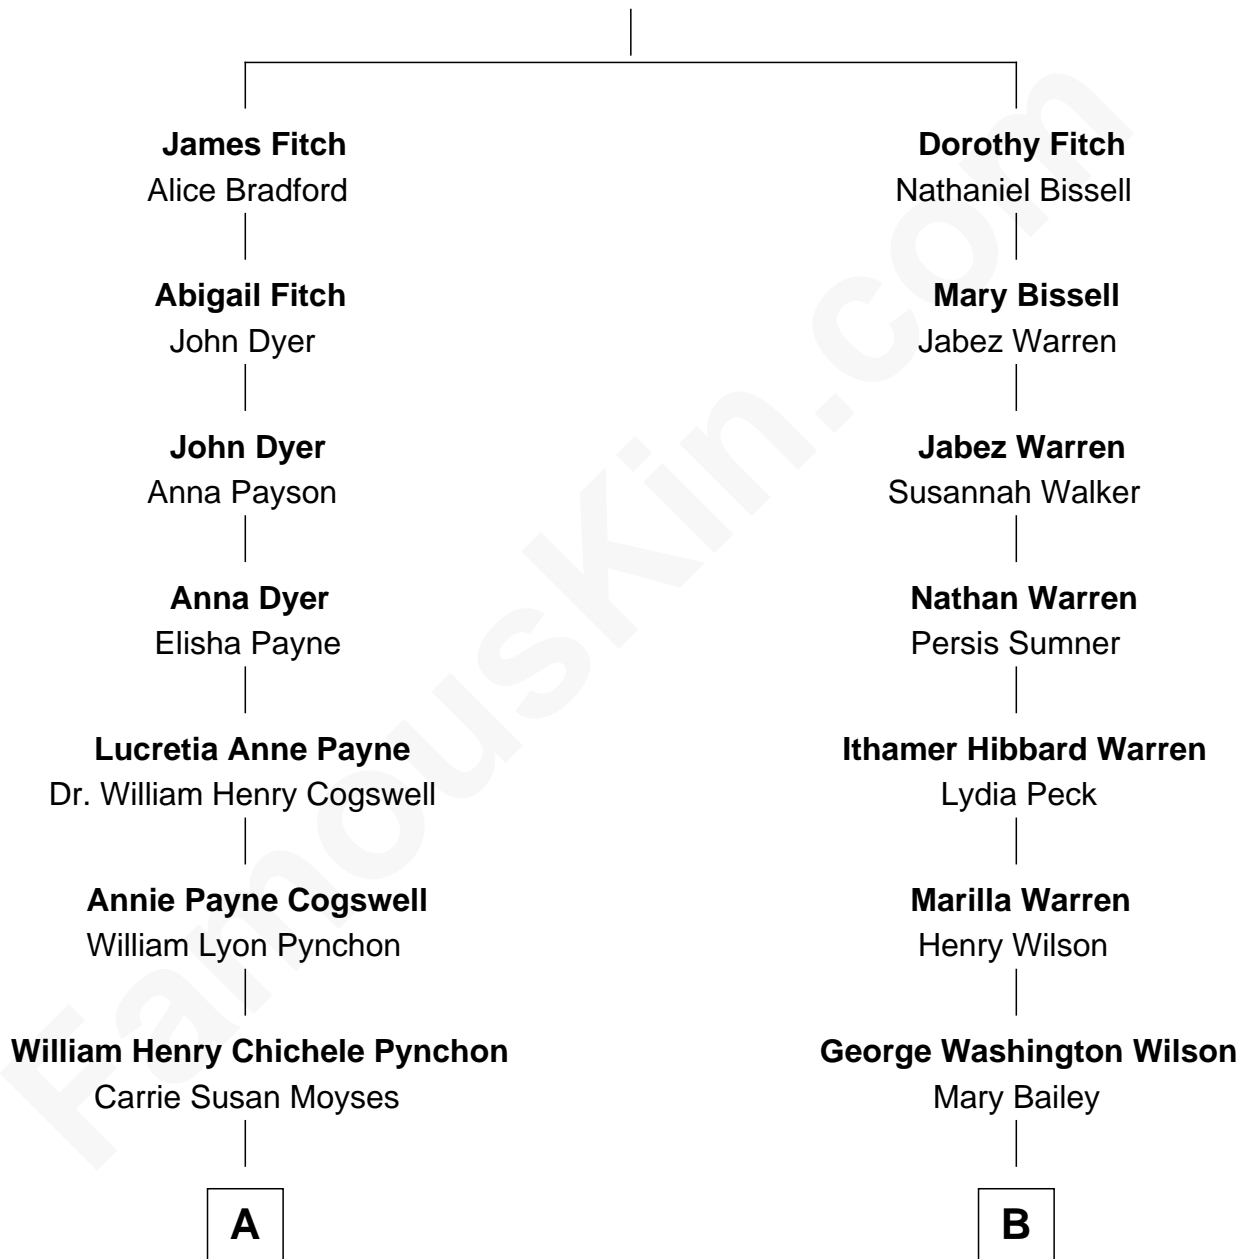 James Fitch
Alice Bradford
Dorothy Fitch
Nathaniel Bissell
Abigail Fitch
John Dyer
Mary Bissell
Jabez Warren
John Dyer
Anna Payson
Jabez Warren
Susannah Walker
Anna Dyer
Elisha Payne
Nathan Warren
Persis Sumner
Lucretia Anne Payne
Dr. William Henry Cogswell
Ithamer Hibbard Warren
Lydia Peck
Annie Payne Cogswell
William Lyon Pynchon
Marilla Warren
Henry Wilson
William Henry Chichele Pynchon
Carrie Susan Moyses
George Washington Wilson
Mary Bailey
A
B
FamousKin.com